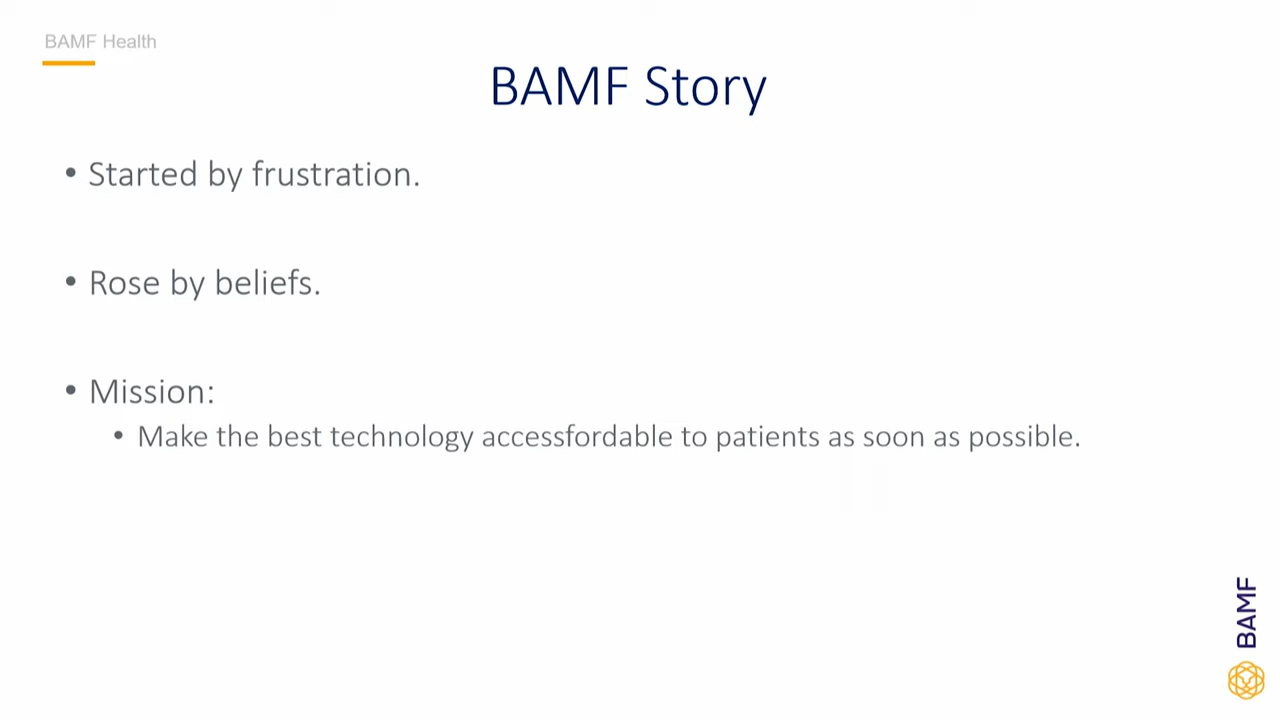 BAMF Health
BAMF Story
• Started by frustration.
• Rose by beliefs.
• Mission:
• Make the best technology accessfordable to patients as soon as possible.
BAMF